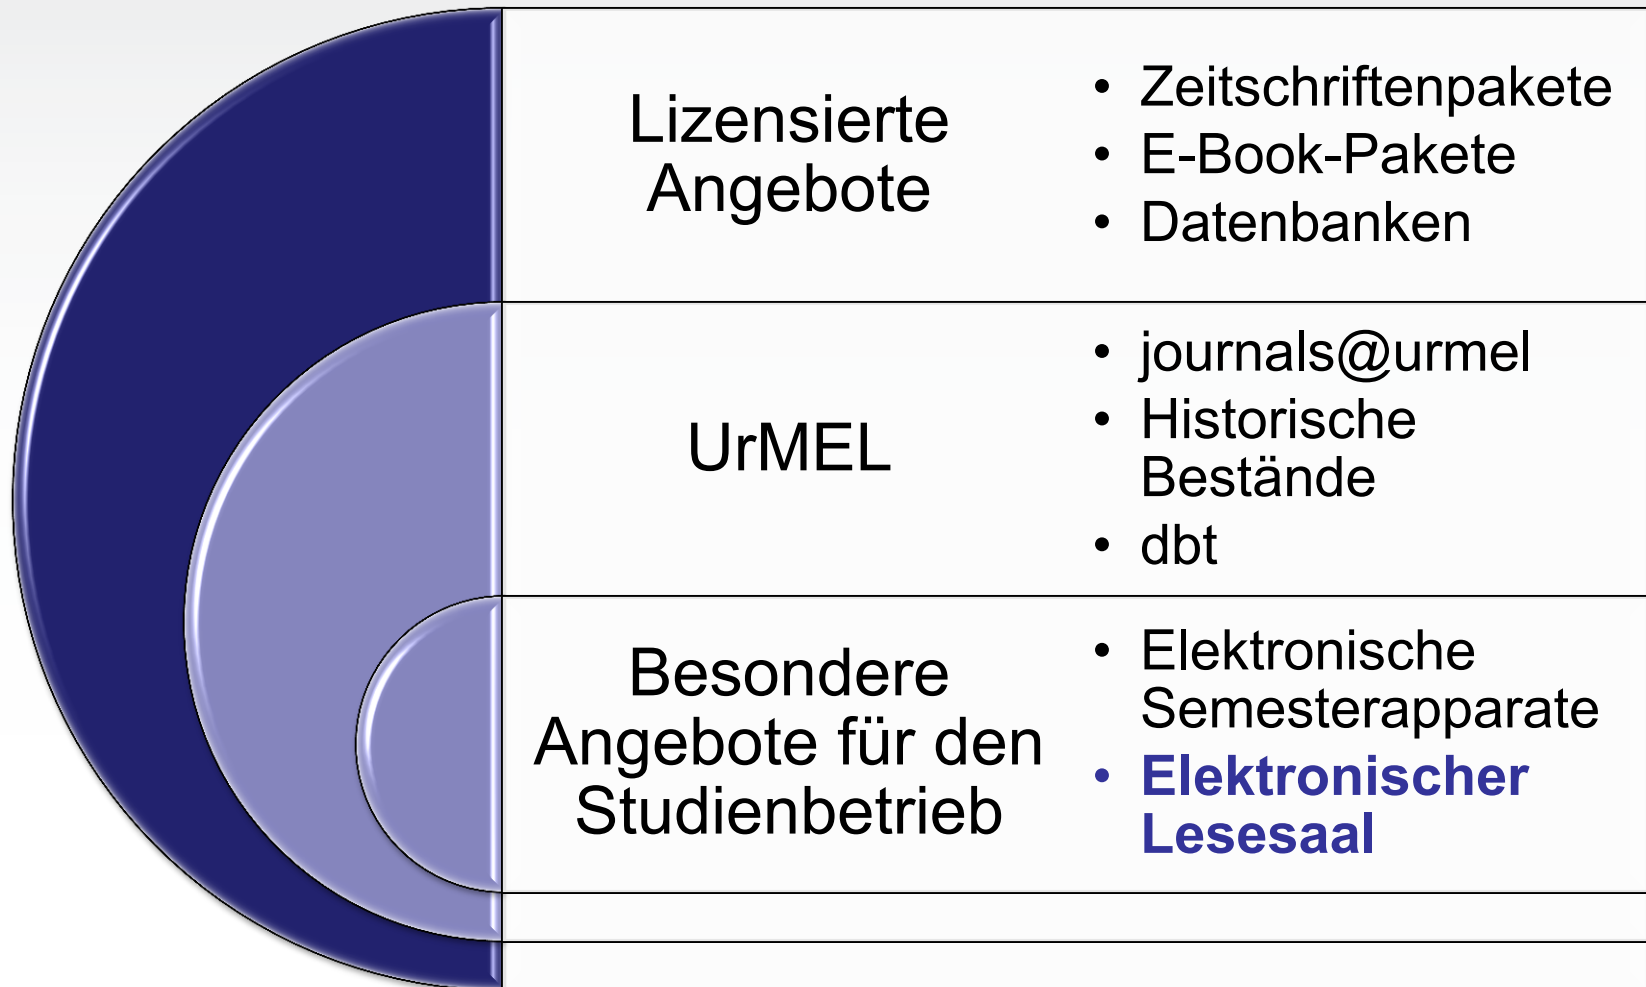 Lizensierte
Angebote
• Zeitschriftenpakete
• E-Book-Pakete
• Datenbanken
UrMEL
• journals@urmel
• Historische
Bestände
• dbt
Besondere
Angebote für den
Studienbetrieb
• Elektronische
Semesterapparate
• Elektronischer
Lesesaal